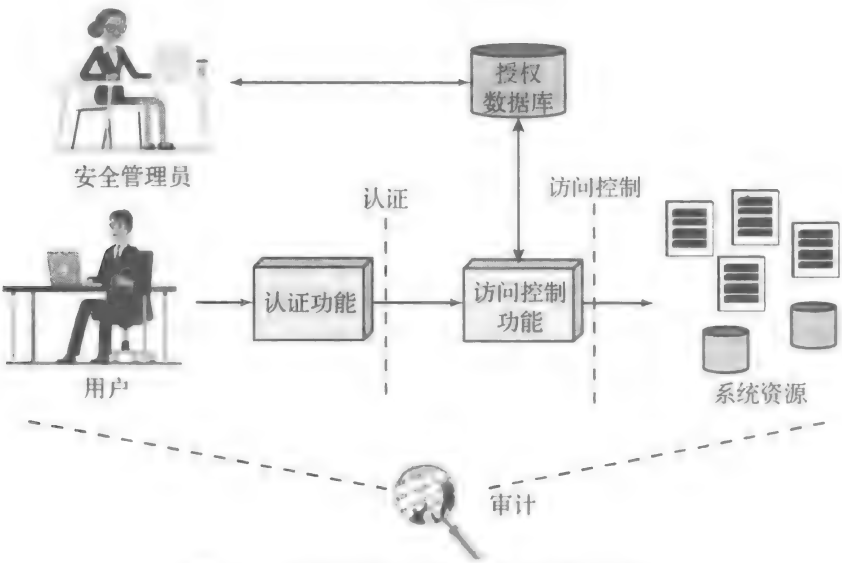 授权
数据库
安全管理员
认证
访问控制
认证功能
访问控制
功能
用户
系统资源
审计